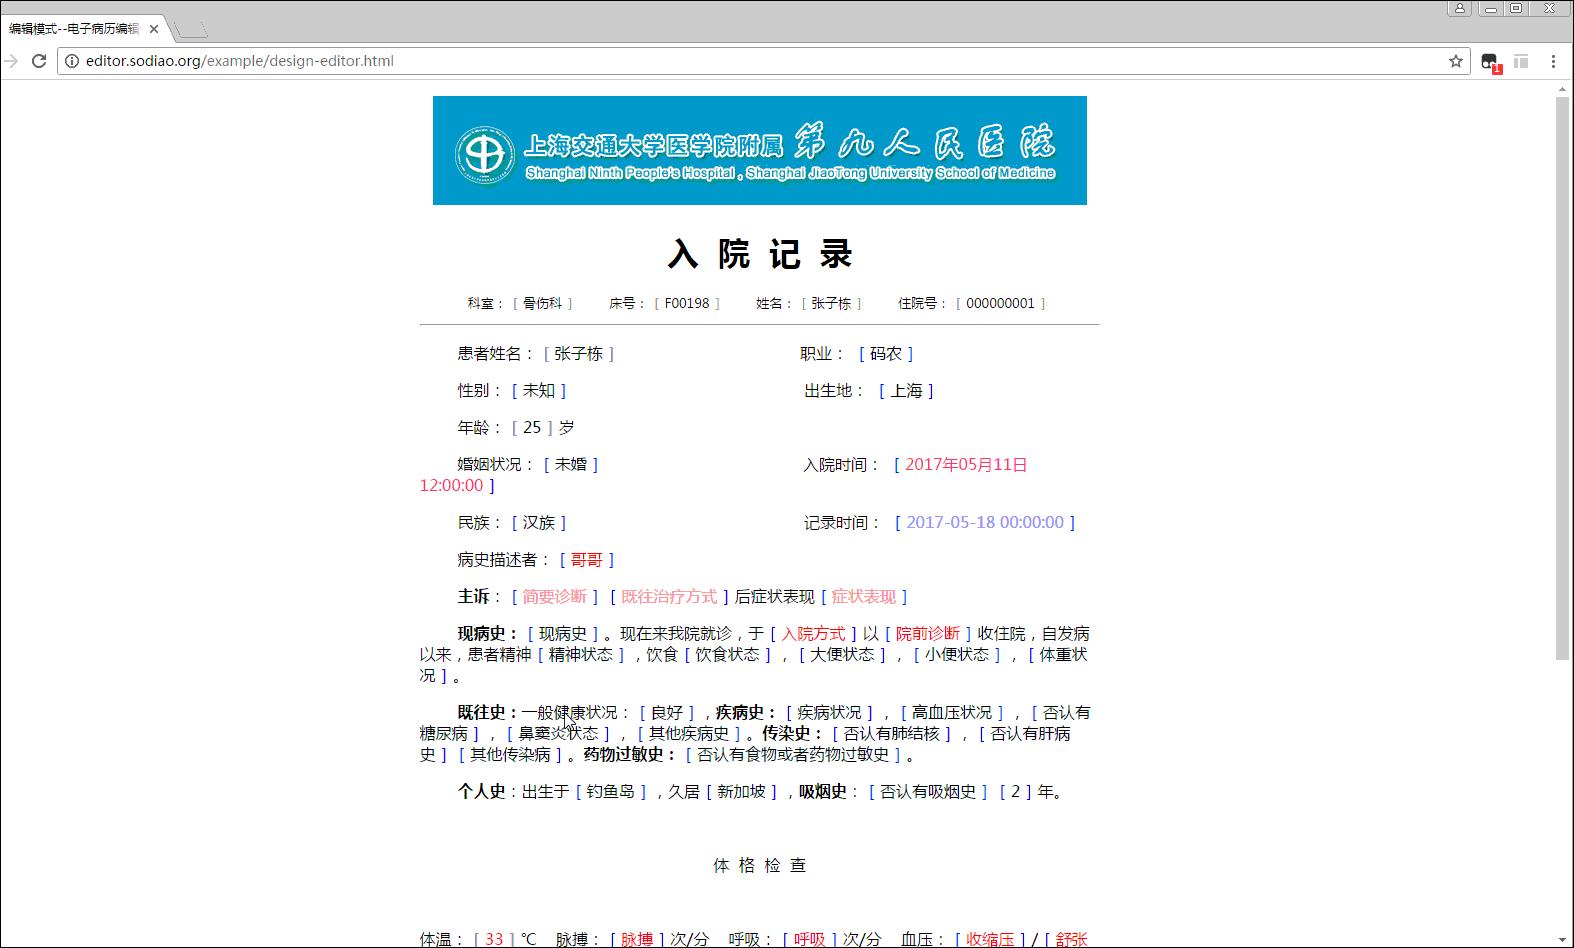 编辑模式--电子病历编辑
editor.sodiao.org/example/design-editor.html
1
上海交通大学医学院附属 第九人民医院
Shanghai Ninth People's Hospital , Shanghai JiaoTong University School of Medicine
入 院 记 录
科室： [ 骨伤科 ] 床号： [ F00198 ] 姓名： [ 张子栋 ] 住院号： [ 000000001 ]
患者姓名： [ 张子栋 ] 职业： [ 码农 ]
性别： [ 未知 ] 出生地： [ 上海 ]
年龄： [ 25 ] 岁
婚姻状况： [ 未婚 ] 入院时间： [ 2017年05月11日
12:00:00 ]
民族： [ 汉族 ] 记录时间： [ 2017-05-18 00:00:00 ]
病史描述者： [ 哥哥 ]
主诉： [ 简要诊断 ] [ 既往治疗方式 ] 后症状表现 [ 症状表现 ]
现病史： [ 现病史 ] 。现在来我院就诊，于 [ 入院方式 ] 以 [ 院前诊断 ] 收住院，自发病
以来，患者精神 [ 精神状态 ] ，饮食 [ 饮食状态 ] ， [ 大便状态 ] ， [ 小便状态 ] ， [ 体重状
况 ] 。
既往史：一般健康状况： [ 良好 ] ，疾病史： [ 疾病状况 ] ， [ 高血压状况 ] ， [ 否认有
糖尿病 ] ， [ 鼻窦炎状态 ] ， [ 其他疾病史 ] 。传染史： [ 否认有肺结核 ] ， [ 否认有肝病
史 ] [ 其他传染病 ] 。药物过敏史： [ 否认有食物或者药物过敏史 ] 。
个人史：出生于 [ 钓鱼岛 ] ，久居 [ 新加坡 ] ，吸烟史： [ 否认有吸烟史 ] [ 2 ] 年。
体 格 检 查
体温： [ 33 ] ℃ 脉搏： [ 脉搏 ] 次/分 呼吸： [ 呼吸 ] 次/分 血压： [ 收缩压 ] / [ 舒张